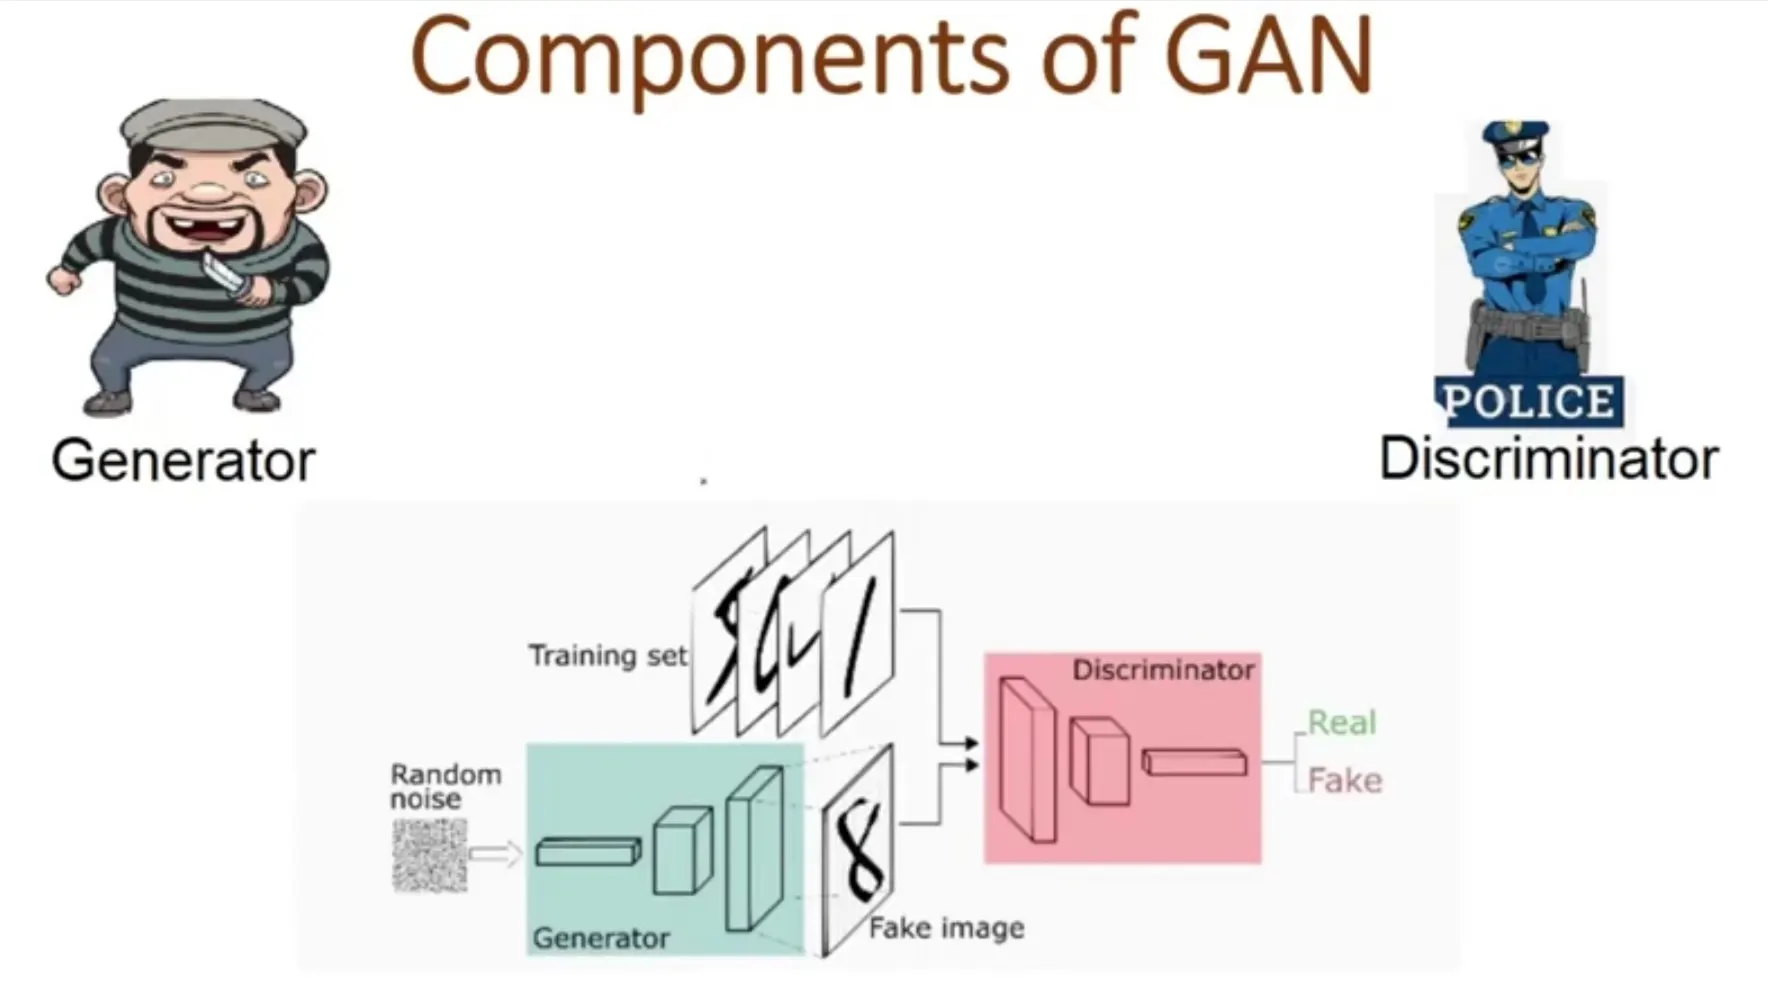 Components of GAN
POLICE
Generator
Discriminator
Training set
Discriminator
Real
Fake
Random
noise
Generator
Fake image